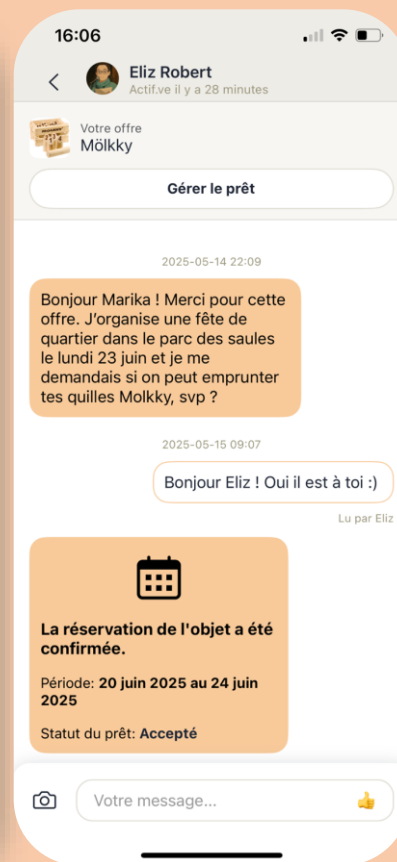 16:06
Eliz Robert
Actif.ve il y a 28 minutes
Votre offre
Mölkky
Gérer le prêt
2025-05-14 22:09
Bonjour Marika ! Merci pour cette
offre. J'organise une fête de
quartier dans le parc des saules
le lundi 23 juin et je me
demandais si on peut emprunter
tes quilles Molkky, svp ?
2025-05-15 09:07
Bonjour Eliz ! Oui il est à toi :)
Lu par Eliz
La réservation de l'objet a été
confirmée.
Période: 20 juin 2025 au 24 juin
2025
Statut du prêt: Accepté
Votre message...